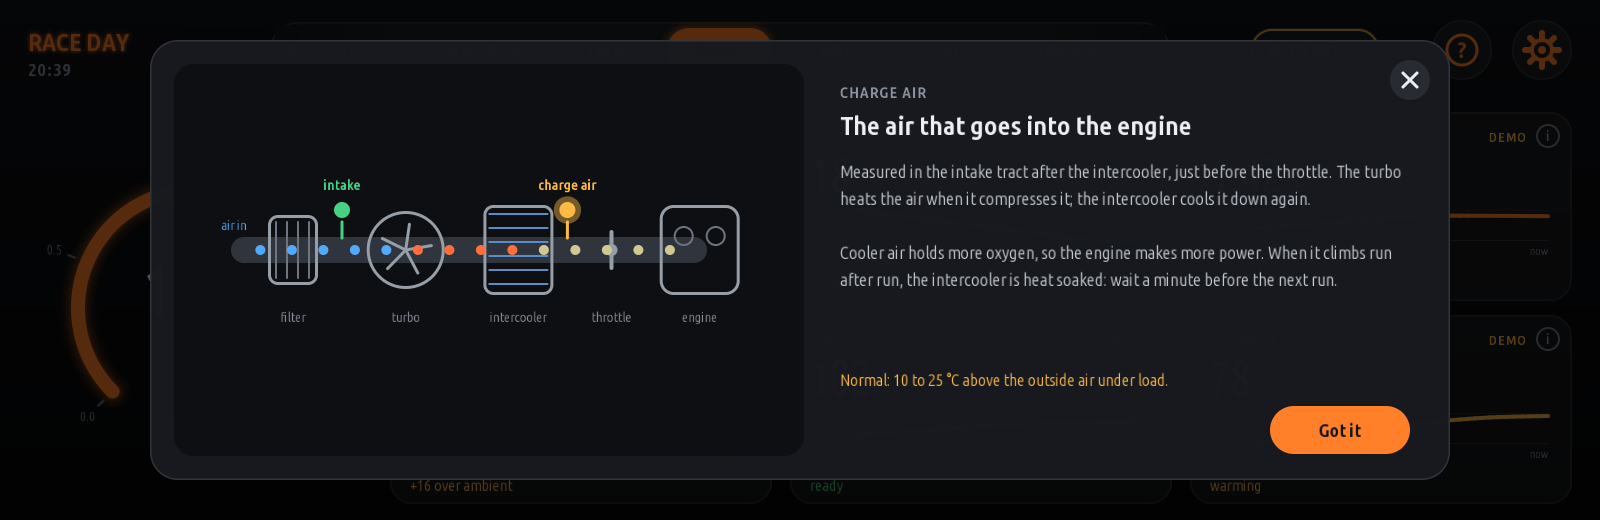 RACE DAY
20:39
?
DEMO i
now
DEMO i
now
0.5
0.0
+16 over ambient
ready
warming
intake
charge air
air in
filter
turbo
intercooler
throttle
engine
CHARGE AIR
The air that goes into the engine
Measured in the intake tract after the intercooler, just before the throttle. The turbo
heats the air when it compresses it; the intercooler cools it down again.
Cooler air holds more oxygen, so the engine makes more power. When it climbs run
after run, the intercooler is heat soaked: wait a minute before the next run.
Normal: 10 to 25 °C above the outside air under load.
Got it